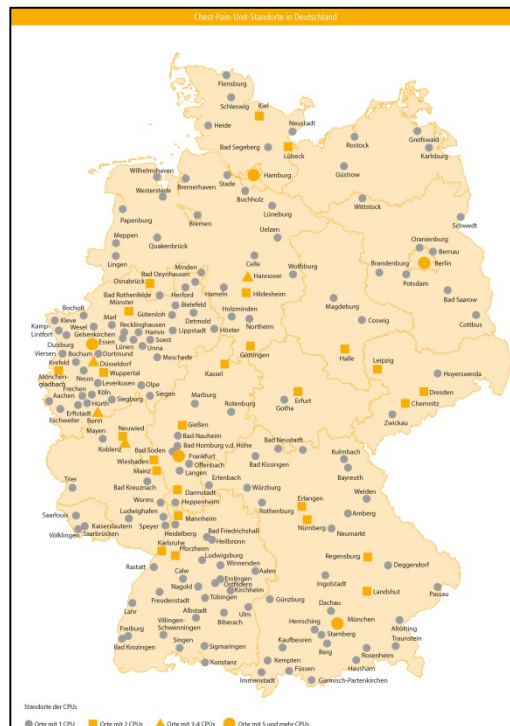 Chest-Pain-Unit-Standorte in Deutschland
Flensburg
Schleswig
Kiel
Heide
Neustadt
Bad Segeberg
Lübeck
Rostock
Greifswald
Karlsburg
Güstrow
Wilhelmshaven
Bremerhaven
Stade
Hamburg
Westerstede
Buchholz
Wittstock
Papenburg
Bremen
Lüneburg
Schwedt
Uelzen
Meppen
Quakenbrück
Oranienburg
Bernau
Lingen
Celle
Wolfsburg
Brandenburg
Berlin
Minden
Bad Oeynhausen
Hannover
Potsdam
Osnabrück
Bad Rothenfelde
Herford
Hameln
Hildesheim
Bad Saarow
Münster
Bielefeld
Magdeburg
Bocholt
Gütersloh
Detmold
Holzminden
Cottbus
Kleve
Marl
Wesel
Recklinghausen
Hamm
Lippstadt
Höxter
Northeim
Coswig
Kamp-
Lintfort
Gelsenkirchen
Essen
Soest
Duisburg
Lünen
Unna
Göttingen
Halle
Viersen
Bochum
Dortmund
Meschede
Leipzig
Krefeld
Düsseldorf
Kassel
Hoyerswerda
Mönchen-
gladbach
Neuss
Wuppertal
Leverkusen
Olpe
Dresden
Frechen
Köln
Siegen
Marburg
Erfurt
Aachen
Hürth
Siegburg
Rotenburg
Gotha
Chemnitz
Erftstadt
Bonn
Zwickau
Eschweiler
Neuwied
Gießen
Mayen
Koblenz
Bad Nauheim
Bad Soden
Bad Homburg v.d. Höhe
Bad Neustadt
Kulmbach
Wiesbaden
Frankfurt
Offenbach
Bad Kissingen
Mainz
Langen
Bayreuth
Trier
Bad Kreuznach
Erlenbach
Weiden
Darmstadt
Würzburg
Worms
Heppenheim
Erlangen
Saarlouis
Ludwighafen
Mannheim
Rothenburg
Amberg
Kaiserslautern
Speyer
Nürnberg
Völklingen
Saarbrücken
Heidelberg
Bad Friedrichshall
Neumarkt
Karlsruhe
Heilbronn
Pforzheim
Regensburg
Ludwigsburg
Rastatt
Winnenden
Deggendorf
Calw
Aalen
Ingolstadt
Esslingen
Nagold
Ostfildern
Kirchheim
Landshut
Passau
Freudenstadt
Tübingen
Günzburg
Dachau
Lahr
Albstadt
Ulm
München
Altötting
Villingen-
Schwenningen
Biberach
Herrsching
Freiburg
Starnberg
Traunstein
Kaufbeuren
Bad Krozingen
Singen
Sigmaringen
Berg
Rosenheim
Kempten
Hausham
Konstanz
Füssen
Immenstadt
Garmisch-Partenkirchen
Standorte der CPUs
Orte mit 1 CPU Orte mit 2 CPUs Orte mit 3-4 CPUs Orte mit 5 und mehr CPUs